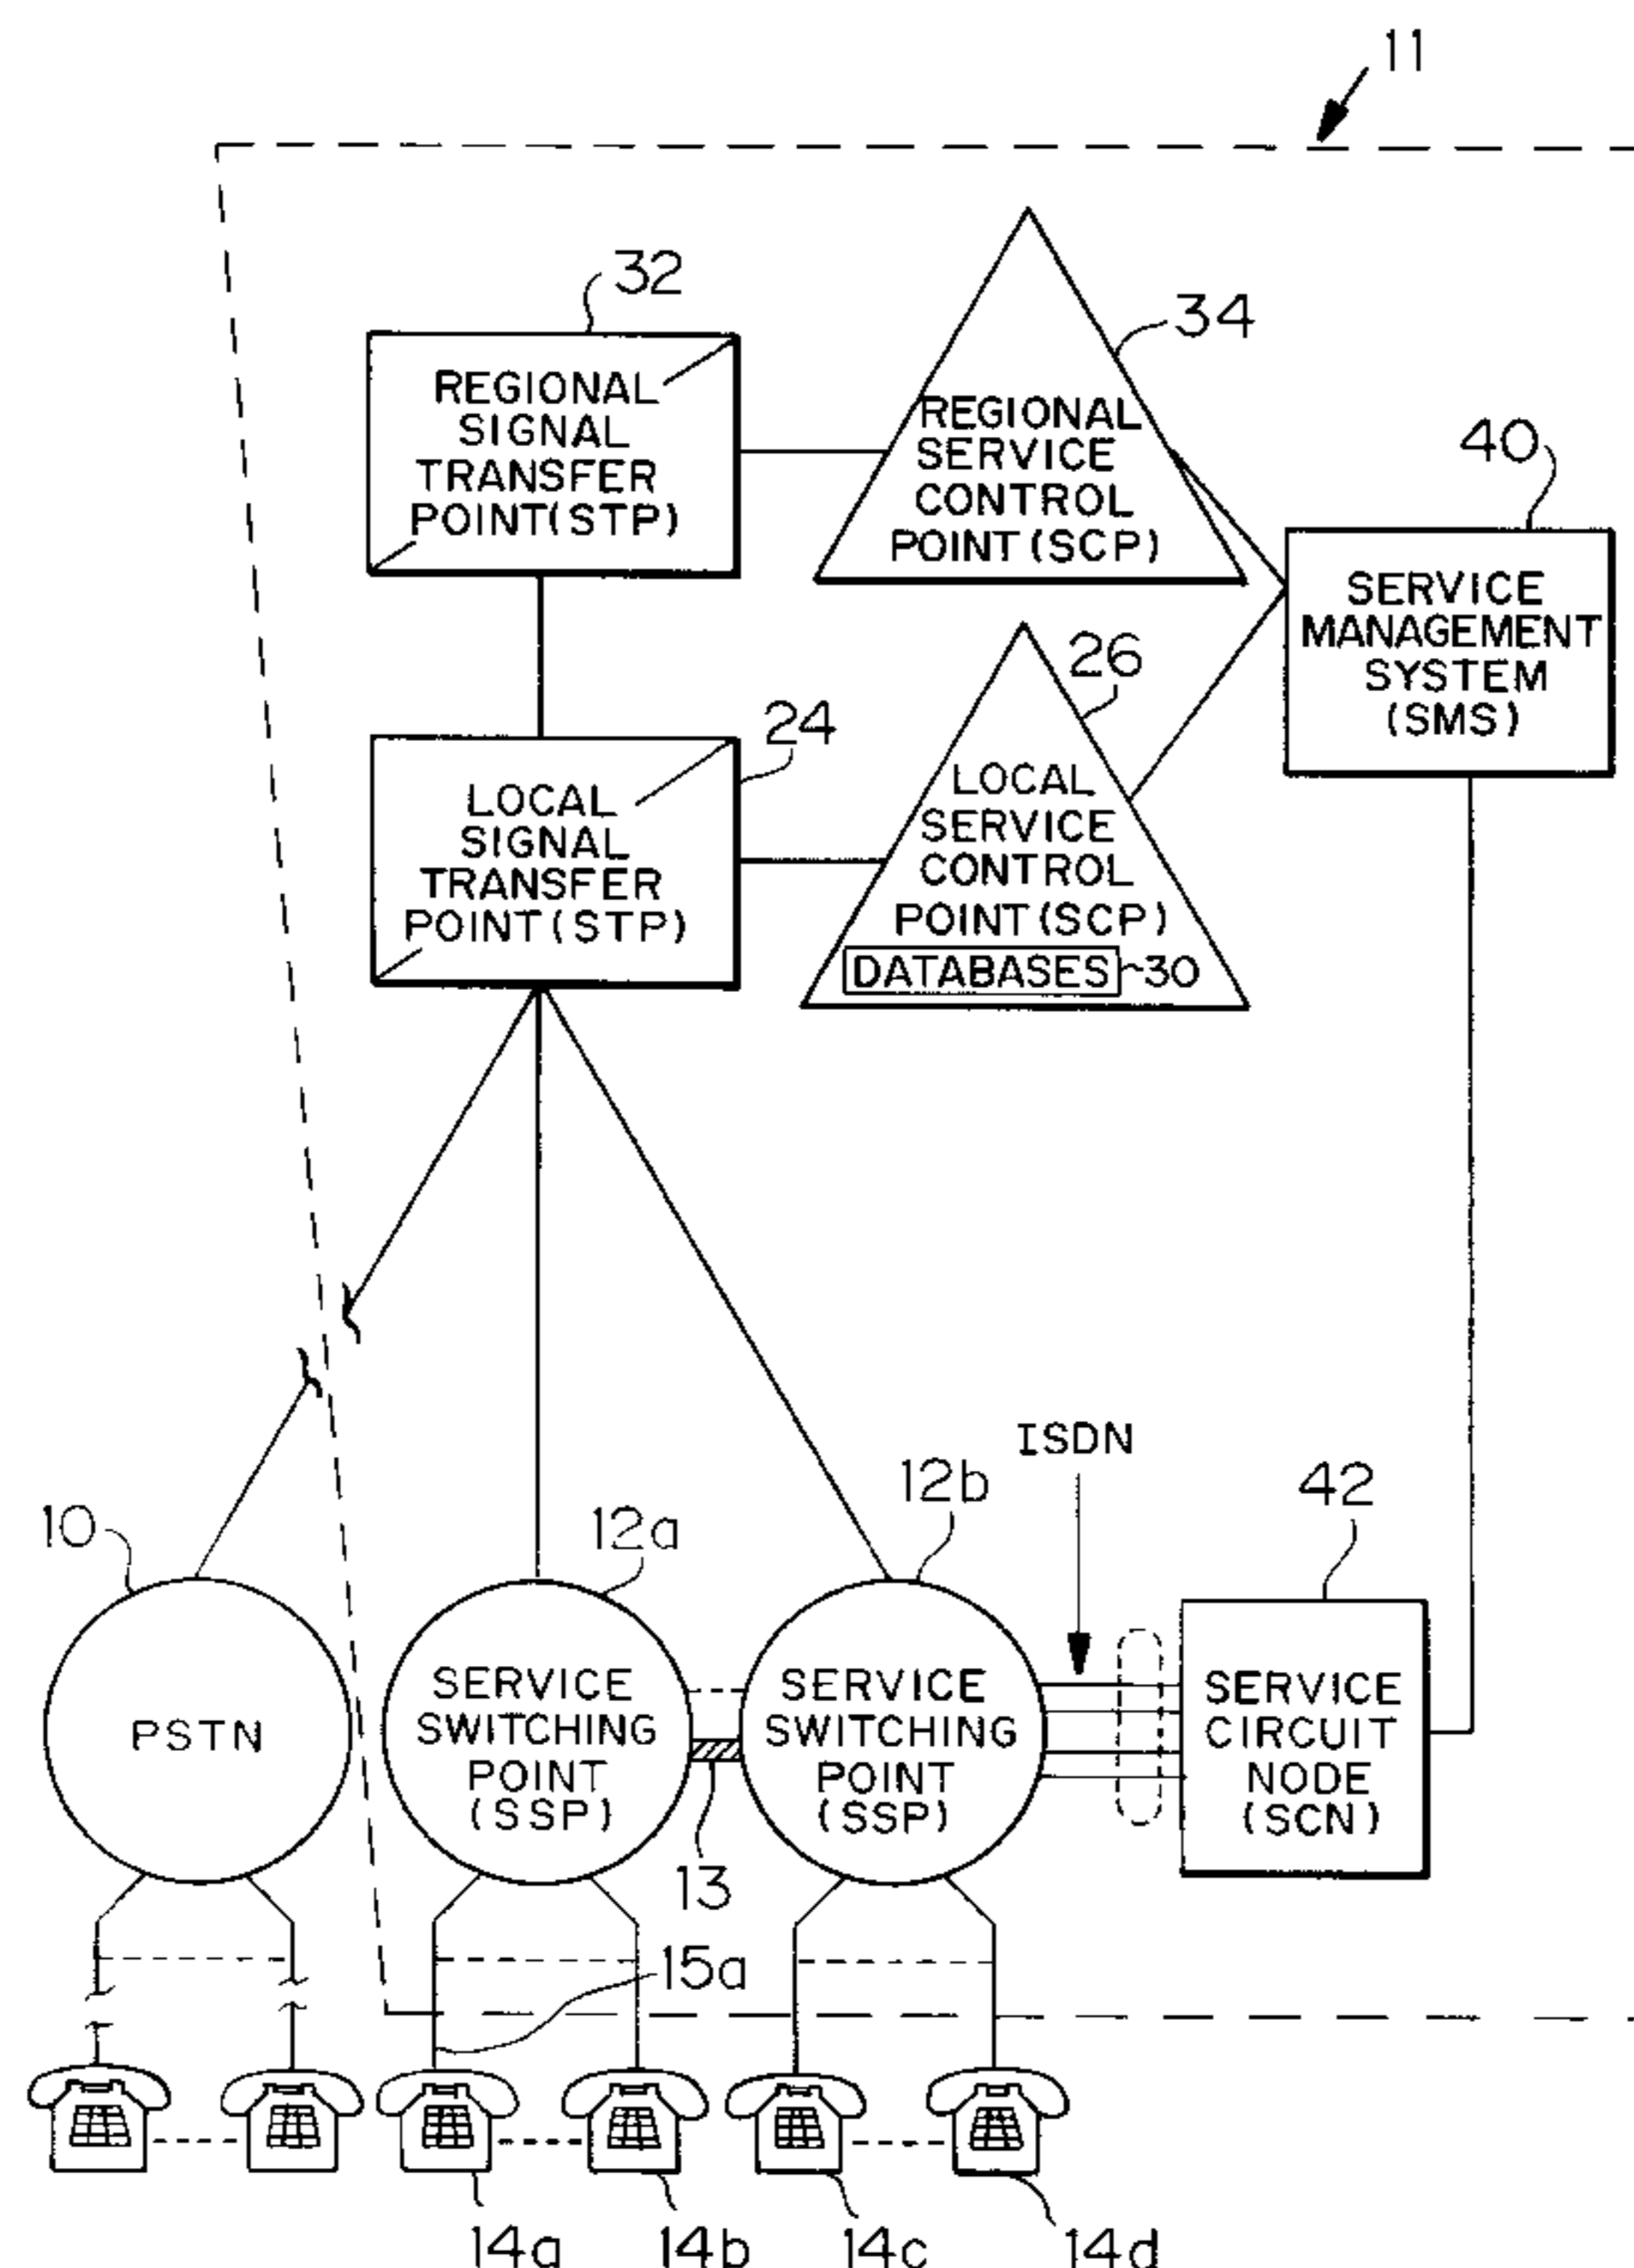 11
32
REGIONAL
SIGNAL
TRANSFER
POINT(STP)
34
REGIONAL
SERVICE
CONTROL
POINT(SCP)
40
SERVICE
MANAGEMENT
SYSTEM
(SMS)
24
LOCAL
SIGNAL
TRANSFER
POINT(STP)
26
LOCAL
SERVICE
CONTROL
POINT(SCP)
DATABASES
30
10
PSTN
12a
SERVICE
SWITCHING
POINT
(SSP)
13
12b
SERVICE
SWITCHING
POINT
(SSP)
ISDN
42
SERVICE
CIRCUIT
NODE
(SCN)
15a
14a
14b
14c
14d